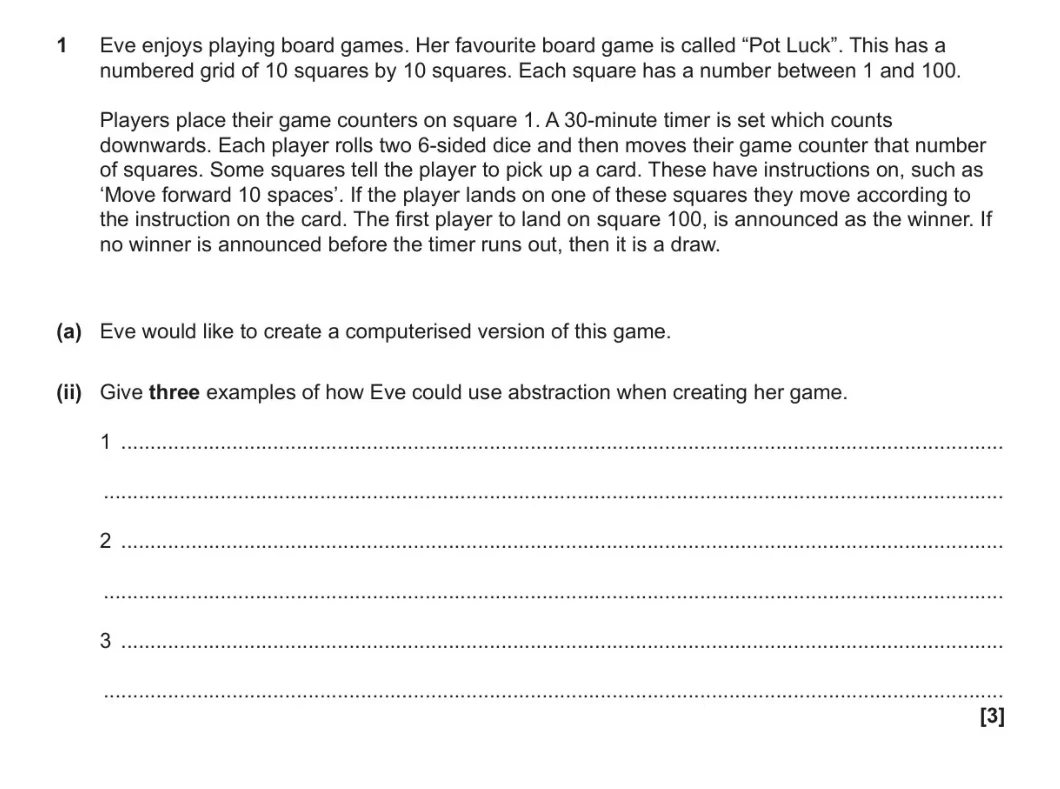 1 Eve enjoys playing board games. Her favourite board game is called “Pot Luck”. This has a
numbered grid of 10 squares by 10 squares. Each square has a number between 1 and 100.
Players place their game counters on square 1. A 30-minute timer is set which counts
downwards. Each player rolls two 6-sided dice and then moves their game counter that number
of squares. Some squares tell the player to pick up a card. These have instructions on, such as
‘Move forward 10 spaces’. If the player lands on one of these squares they move according to
the instruction on the card. The first player to land on square 100, is announced as the winner. If
no winner is announced before the timer runs out, then it is a draw.
(a) Eve would like to create a computerised version of this game.
(ii) Give three examples of how Eve could use abstraction when creating her game.
1
2
3
[3]